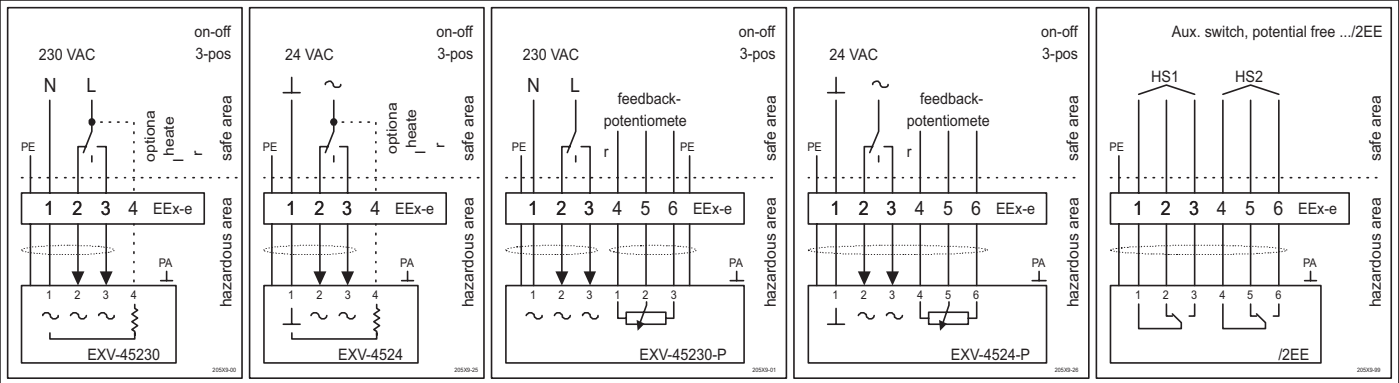 on-off
230 VAC 3-pos
N L
optiona
heate
l r
safe area
PE
1 2 3 4 EEx-e
hazardous area
PA
1 2 3 4
EXV-45230
205X9-00
on-off
24 VAC 3-pos
optiona
heate
l r
safe area
PE
1 2 3 4 EEx-e
hazardous area
PA
1 2 3 4
EXV-4524
205X9-25
on-off
230 VAC 3-pos
N L
feedback-
potentiomete
r
safe area
PE PE
1 2 3 4 5 6 EEx-e
hazardous area
PA
1 2 3 1 2 3
EXV-45230-P
205X9-01
on-off
24 VAC 3-pos
feedback-
potentiomete
r
safe area
PE
1 2 3 4 5 6 EEx-e
hazardous area
PA
1 2 3 4 5 6
EXV-4524-P
205X9-26
Aux. switch, potential free .../2EE
HS1 HS2
safe area
PE
1 2 3 4 5 6 EEx-e
hazardous area
PA
1 2 3 4 5 6
/2EE
205X9-99